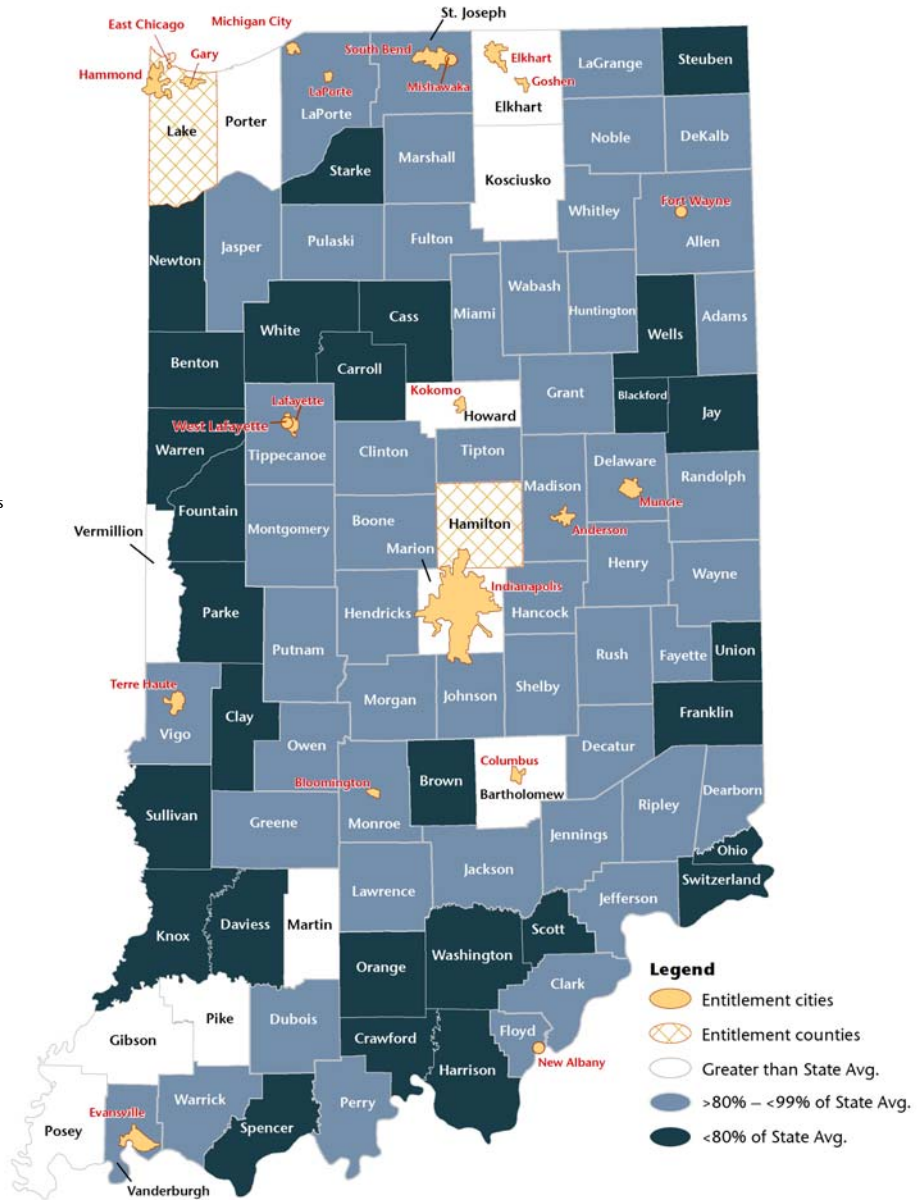 St. Joseph
East Chicago
Michigan City
Gary
South Bend
Elkhart
Hammond
LaPorte
Mishawaka
Goshen
LaGrange
Steuben
Lake
Porter
LaPorte
Elkhart
Starke
Marshall
Kosciusko
Noble
DeKalb
Whitley
Fort Wayne
Allen
Newton
Jasper
Pulaski
Fulton
Miami
Wabash
Huntington
Wells
Adams
White
Cass
Benton
Carroll
Kokomo
Howard
Grant
Blackford
Jay
Lafayette
West Lafayette
Warren
Tippecanoe
Clinton
Tipton
Madison
Delaware
Muncie
Randolph
s
Fountain
Vermillion
Montgomery
Boone
Hamilton
Anderson
Marion
Henry
Wayne
Indianapolis
Parke
Hendricks
Hancock
Putnam
Rush
Fayette
Union
Terre Haute
Vigo
Clay
Morgan
Johnson
Shelby
Franklin
Owen
Decatur
Bloomington
Brown
Columbus
Bartholomew
Dearborn
Sullivan
Greene
Monroe
Jennings
Ripley
Ohio
Lawrence
Jackson
Jefferson
Switzerland
Knox
Daviess
Martin
Orange
Washington
Scott
Clark
Gibson
Pike
Dubois
Crawford
Harrison
Floyd
New Albany
Posey
Evansville
Warrick
Spencer
Perry
Vanderburgh
Legend
Entitlement cities
Entitlement counties
Greater than State Avg.
>80% – <99% of State Avg.
<80% of State Avg.